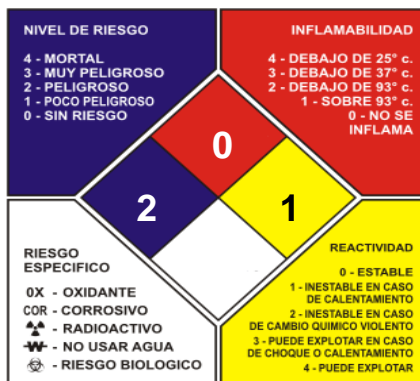 NIVEL DE RIESGO
4 - MORTAL
3 - MUY PELIGROSO
2 - PELIGROSO
1 - POCO PELIGROSO
0 - SIN RIESGO
INFLAMABILIDAD
4 - DEBAJO DE 25° c.
3 - DEBAJO DE 37° c.
2 - DEBAJO DE 93° c.
1 - SOBRE 93° c.
0 - NO SE
INFLAMA
0
2
1
RIESGO
ESPECIFICO
0X - OXIDANTE
COR - CORROSIVO
- RADIOACTIVO
W - NO USAR AGUA
- RIESGO BIOLOGICO
REACTIVIDAD
0 - ESTABLE
1 - INESTABLE EN CASO
DE CALENTAMIENTO
2 - INESTABLE EN CASO
DE CAMBIO QUIMICO VIOLENTO
3 - PUEDE EXPLOTAR EN CASO
DE CHOQUE O CALENTAMIENTO
4 - PUEDE EXPLOTAR